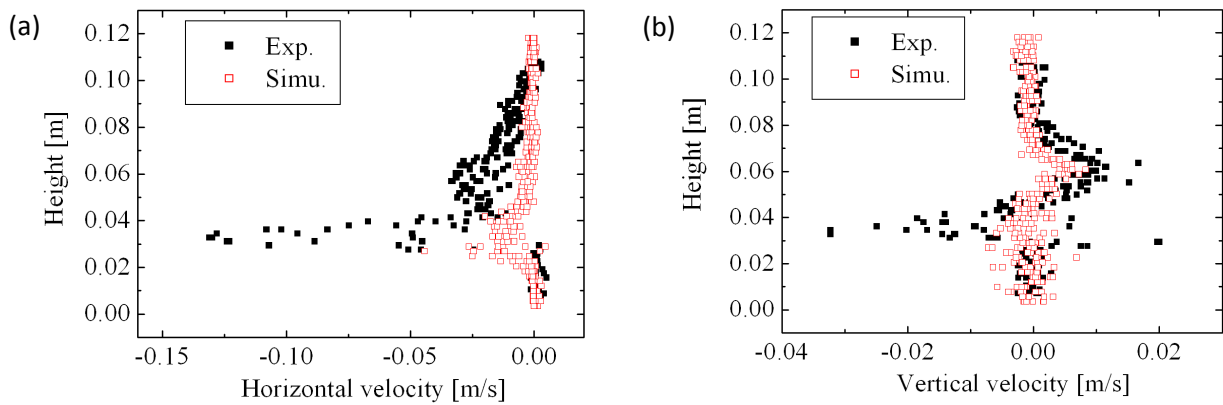 (a)
Exp.
Simu.
Height [m]
0.12
0.10
0.08
0.06
0.04
0.02
0.00
-0.15
-0.10
-0.05
0.00
Horizontal velocity [m/s]
(b)
Exp.
Simu.
Height [m]
0.12
0.10
0.08
0.06
0.04
0.02
0.00
-0.04
-0.02
0.00
0.02
Vertical velocity [m/s]